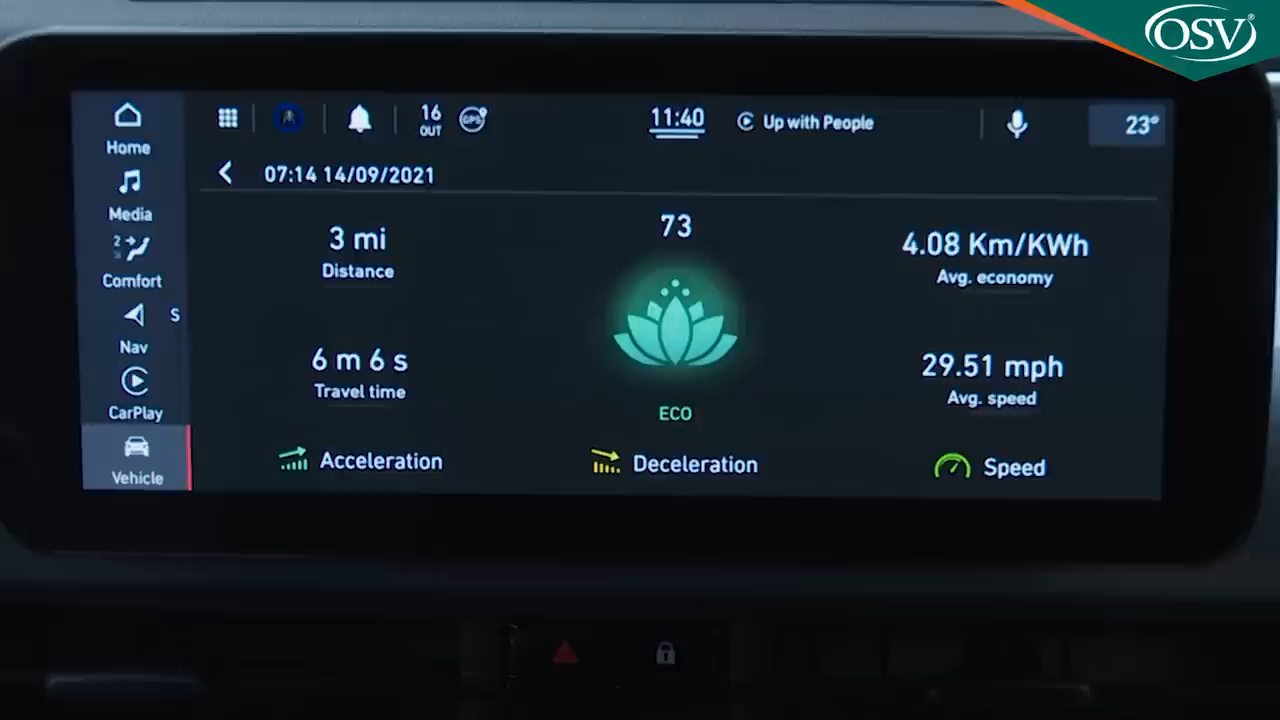 OSV®
Home
Media
2
Comfort
S
Nav
CarPlay
Vehicle
16
OUT
GPS
11:40
Up with People
23°
07:14 14/09/2021
3 mi
Distance
73
4.08 Km/KWh
Avg. economy
6 m 6 s
Travel time
29.51 mph
Avg. speed
ECO
Acceleration
Deceleration
Speed